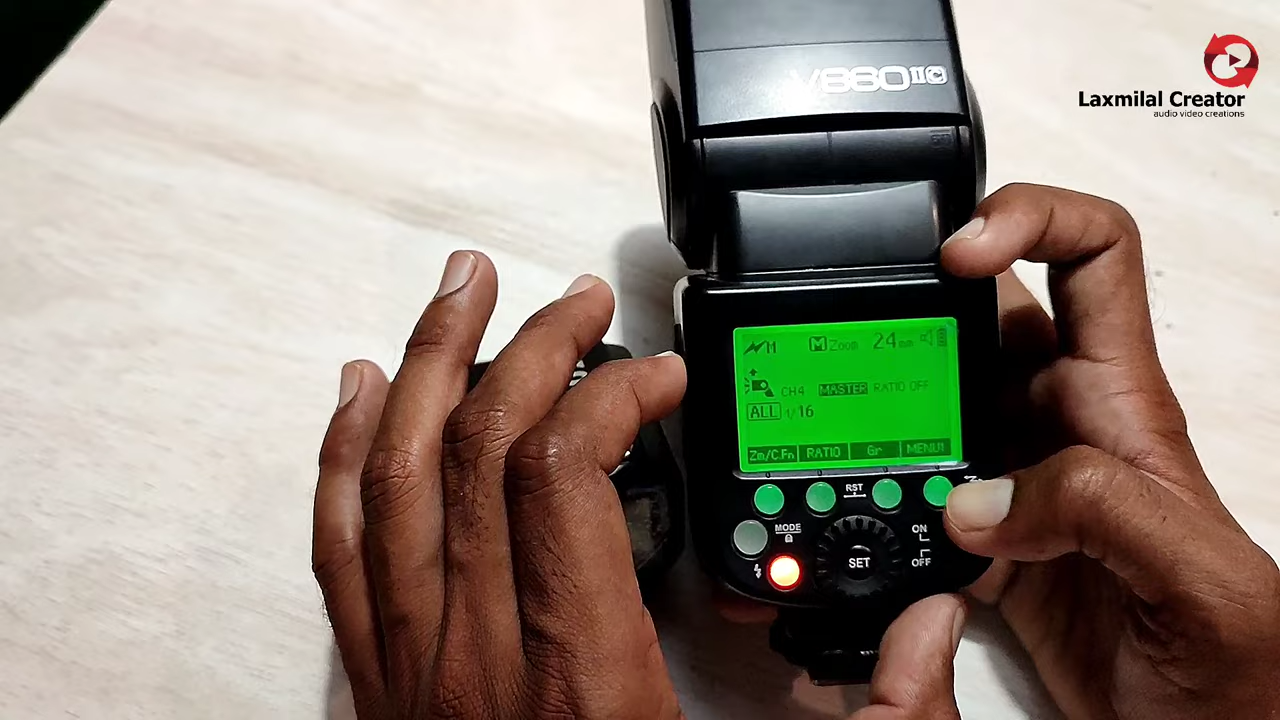 V860IIC
Laxmilal Creator
audio video creations
M M Zoom 24mm
CH4 MASTER RATIO OFF
ALL 1/16
Zm/C.Fn RATIO Gr MENU1
RST
MODE
SET
ON
OFF